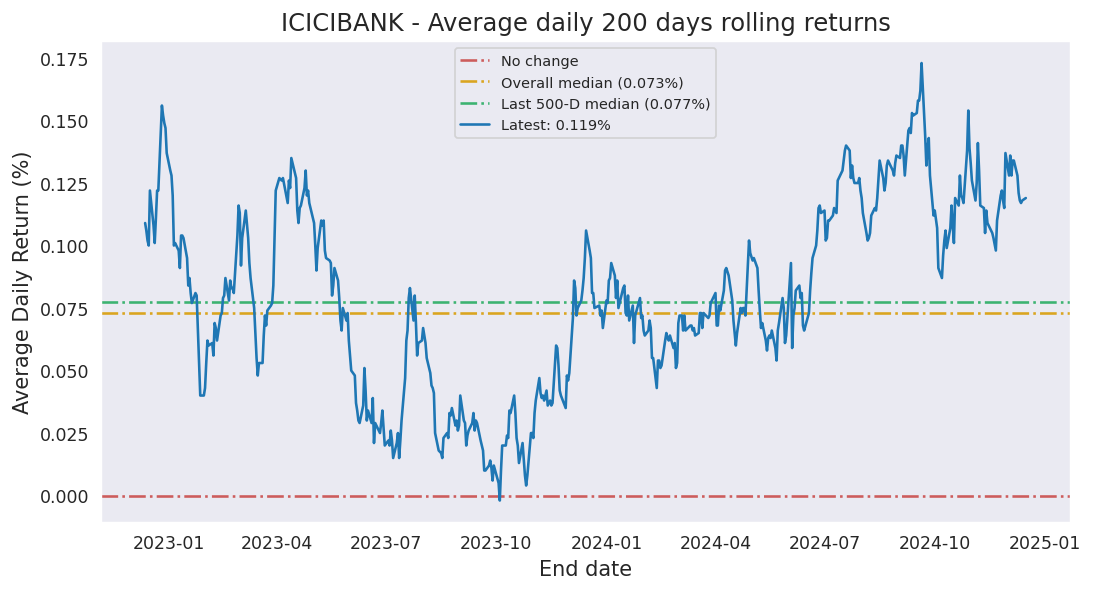 ICICIBANK - Average daily 200 days rolling returns
No change
Overall median (0.073%)
Last 500-D median (0.077%)
Latest: 0.119%
Average Daily Return (%)
0.175
0.150
0.125
0.100
0.075
0.050
0.025
0.000
2023-01 2023-04 2023-07 2023-10 2024-01 2024-04 2024-07 2024-10 2025-01
End date